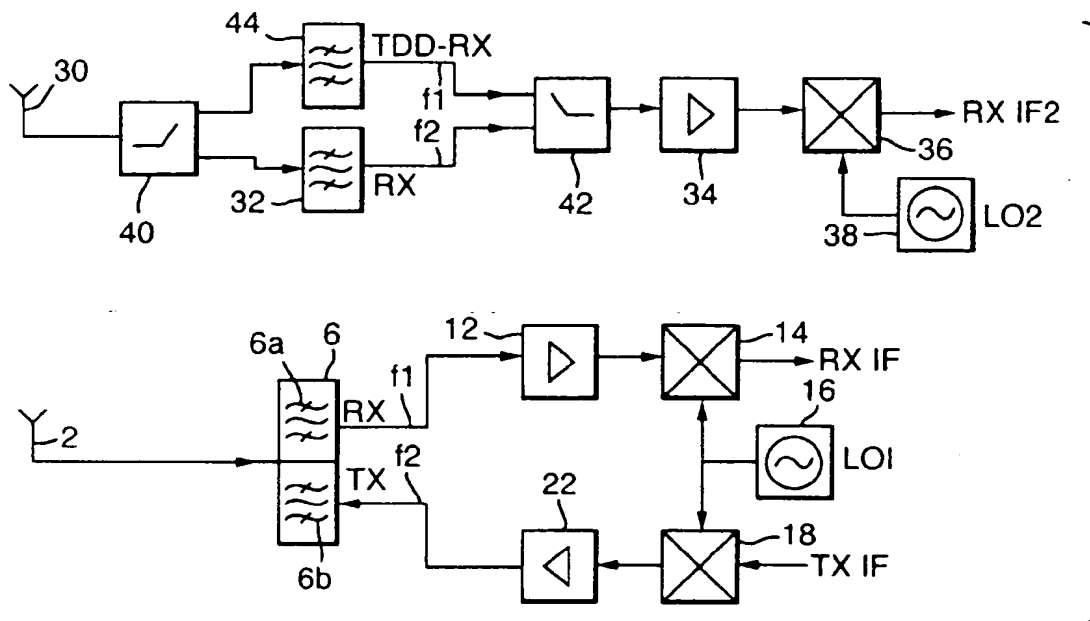 44
TDD-RX
30
f1
f2
RX IF2
36
32
RX
42
34
40
38
LO2
12
14
6
6a
RX
f1
RX IF
16
2
TX
f2
LO1
22
18
6b
TX IF